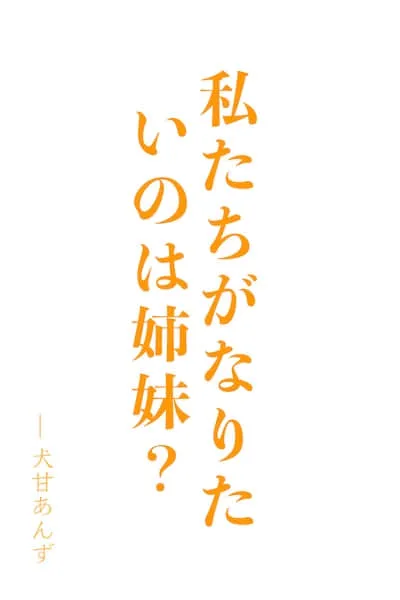 私たちがなりた
いのは姉妹？
— 犬甘あんず